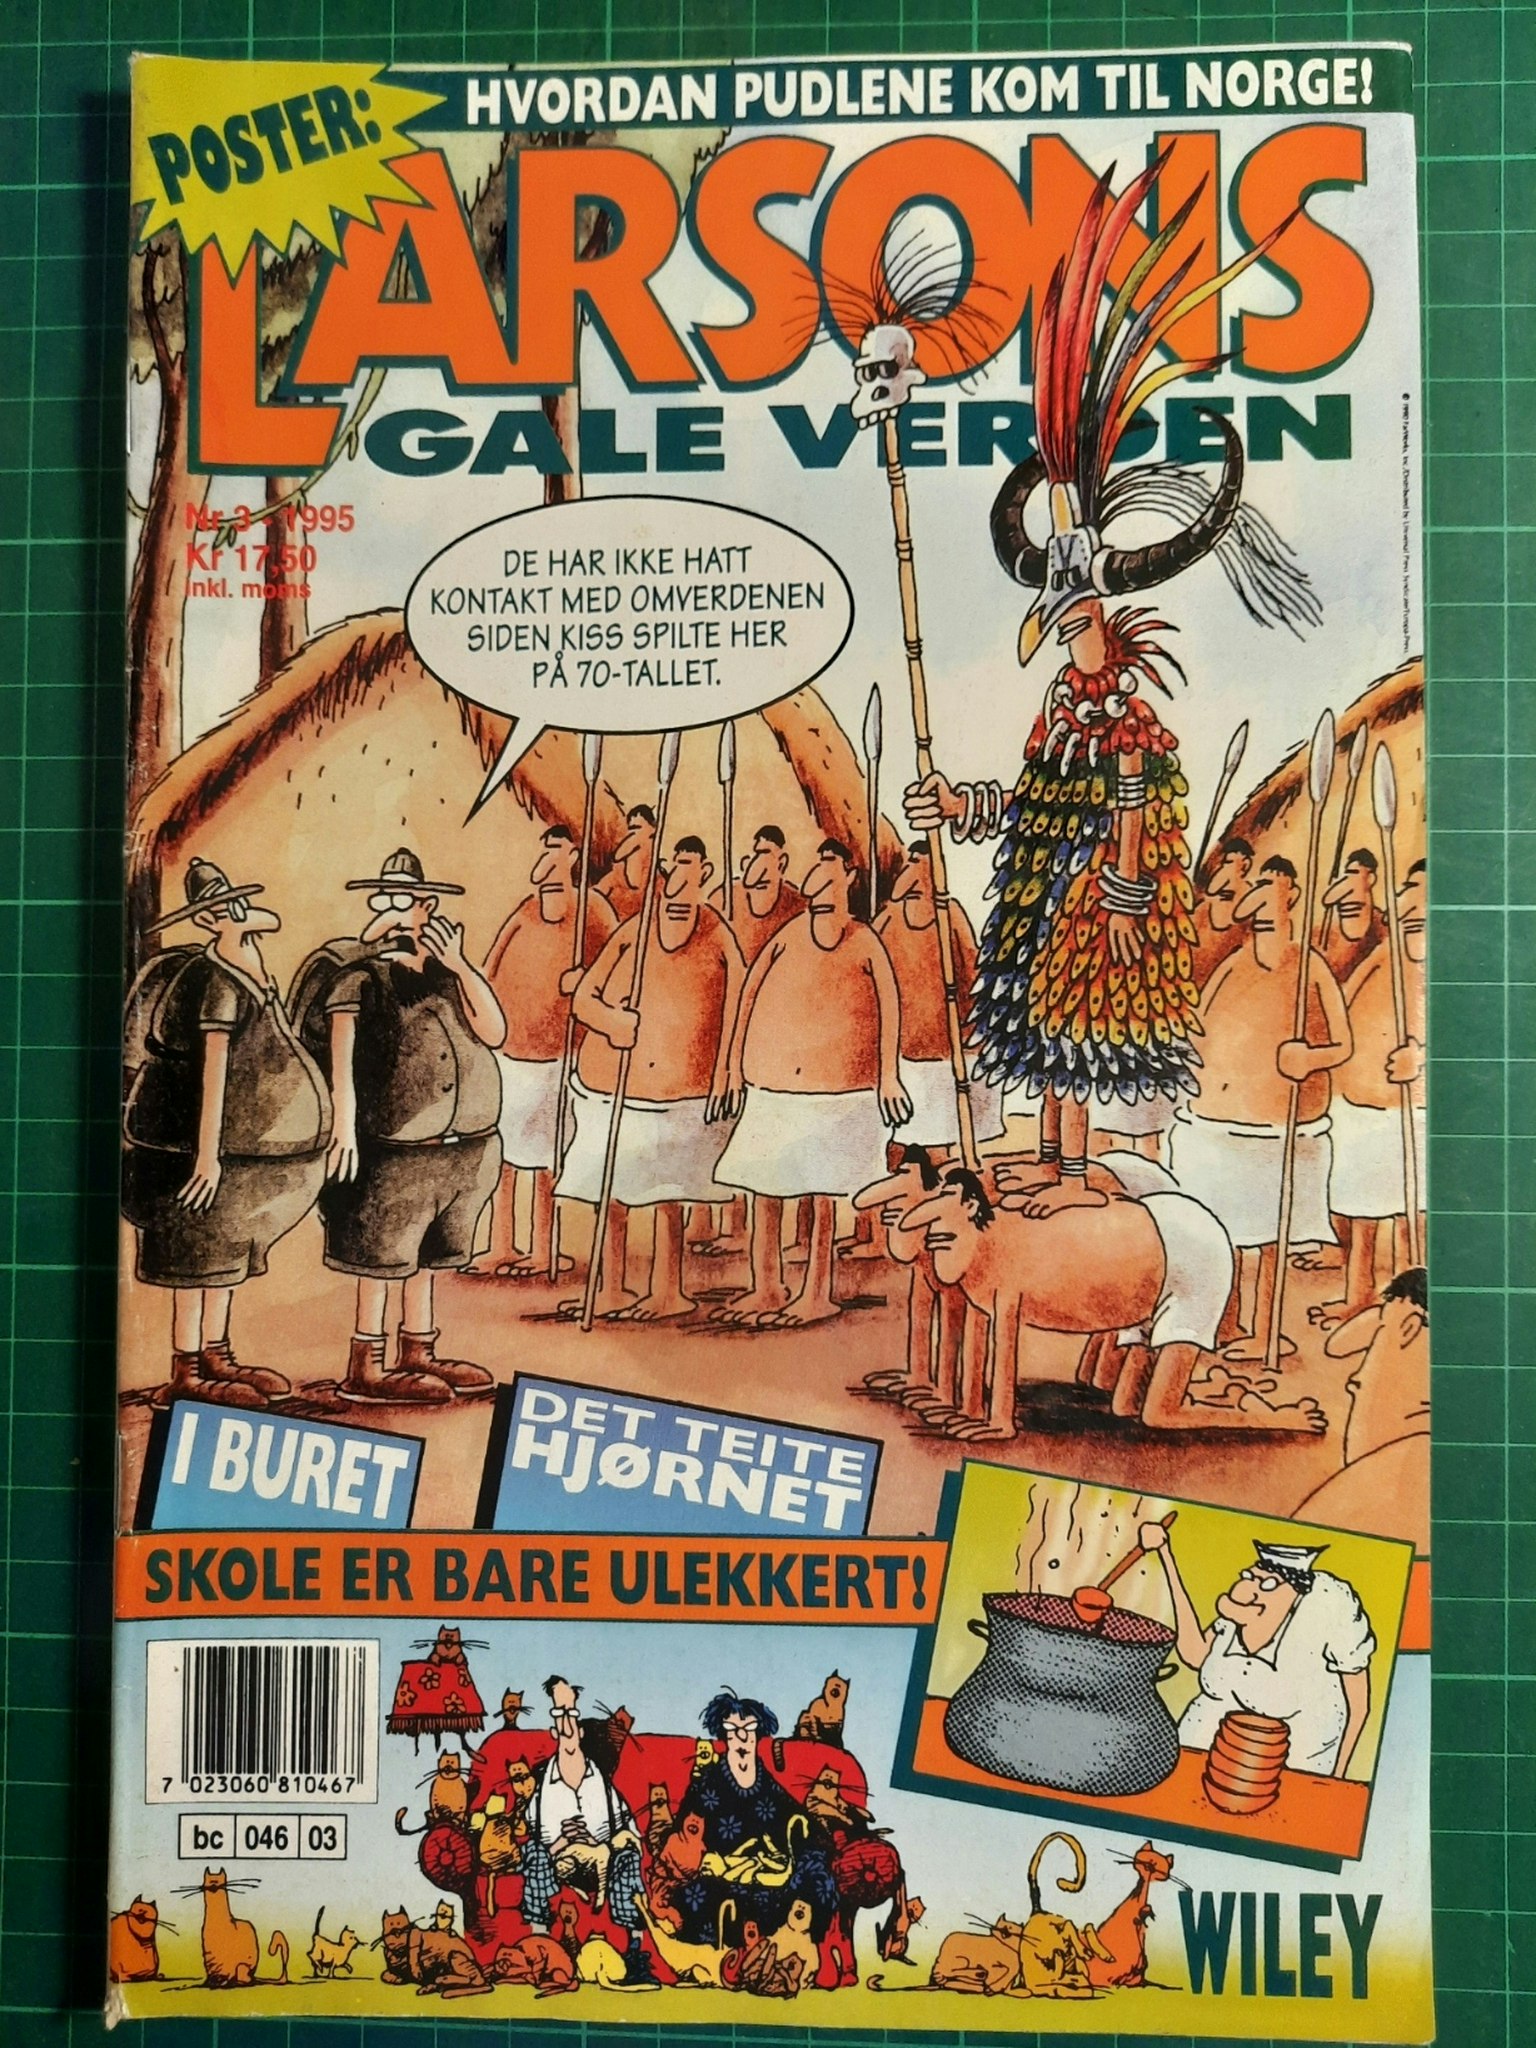 POSTER:
HVORDAN PUDLENE KOM TIL NORGE!
LARSONS
GALE VERDEN
Nr 3 - 1995
Kr 17,50
inkl. moms
DE HAR IKKE HATT
KONTAKT MED OMVERDENEN
SIDEN KISS SPILTE HER
PÅ 70-TALLET.
I BURET
DET TEITE
HJØRNET
SKOLE ER BARE ULEKKERT!
7 023060 810467
bc 046 03
WILEY